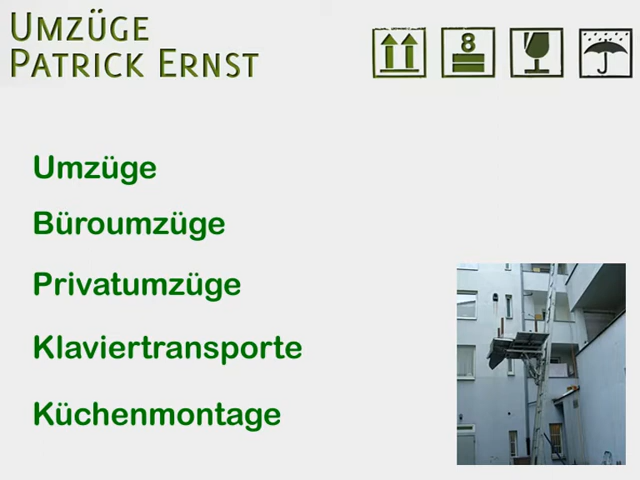 Umzüge
Patrick Ernst
8
Umzüge
Büroumzüge
Privatumzüge
Klaviertransporte
Küchenmontage